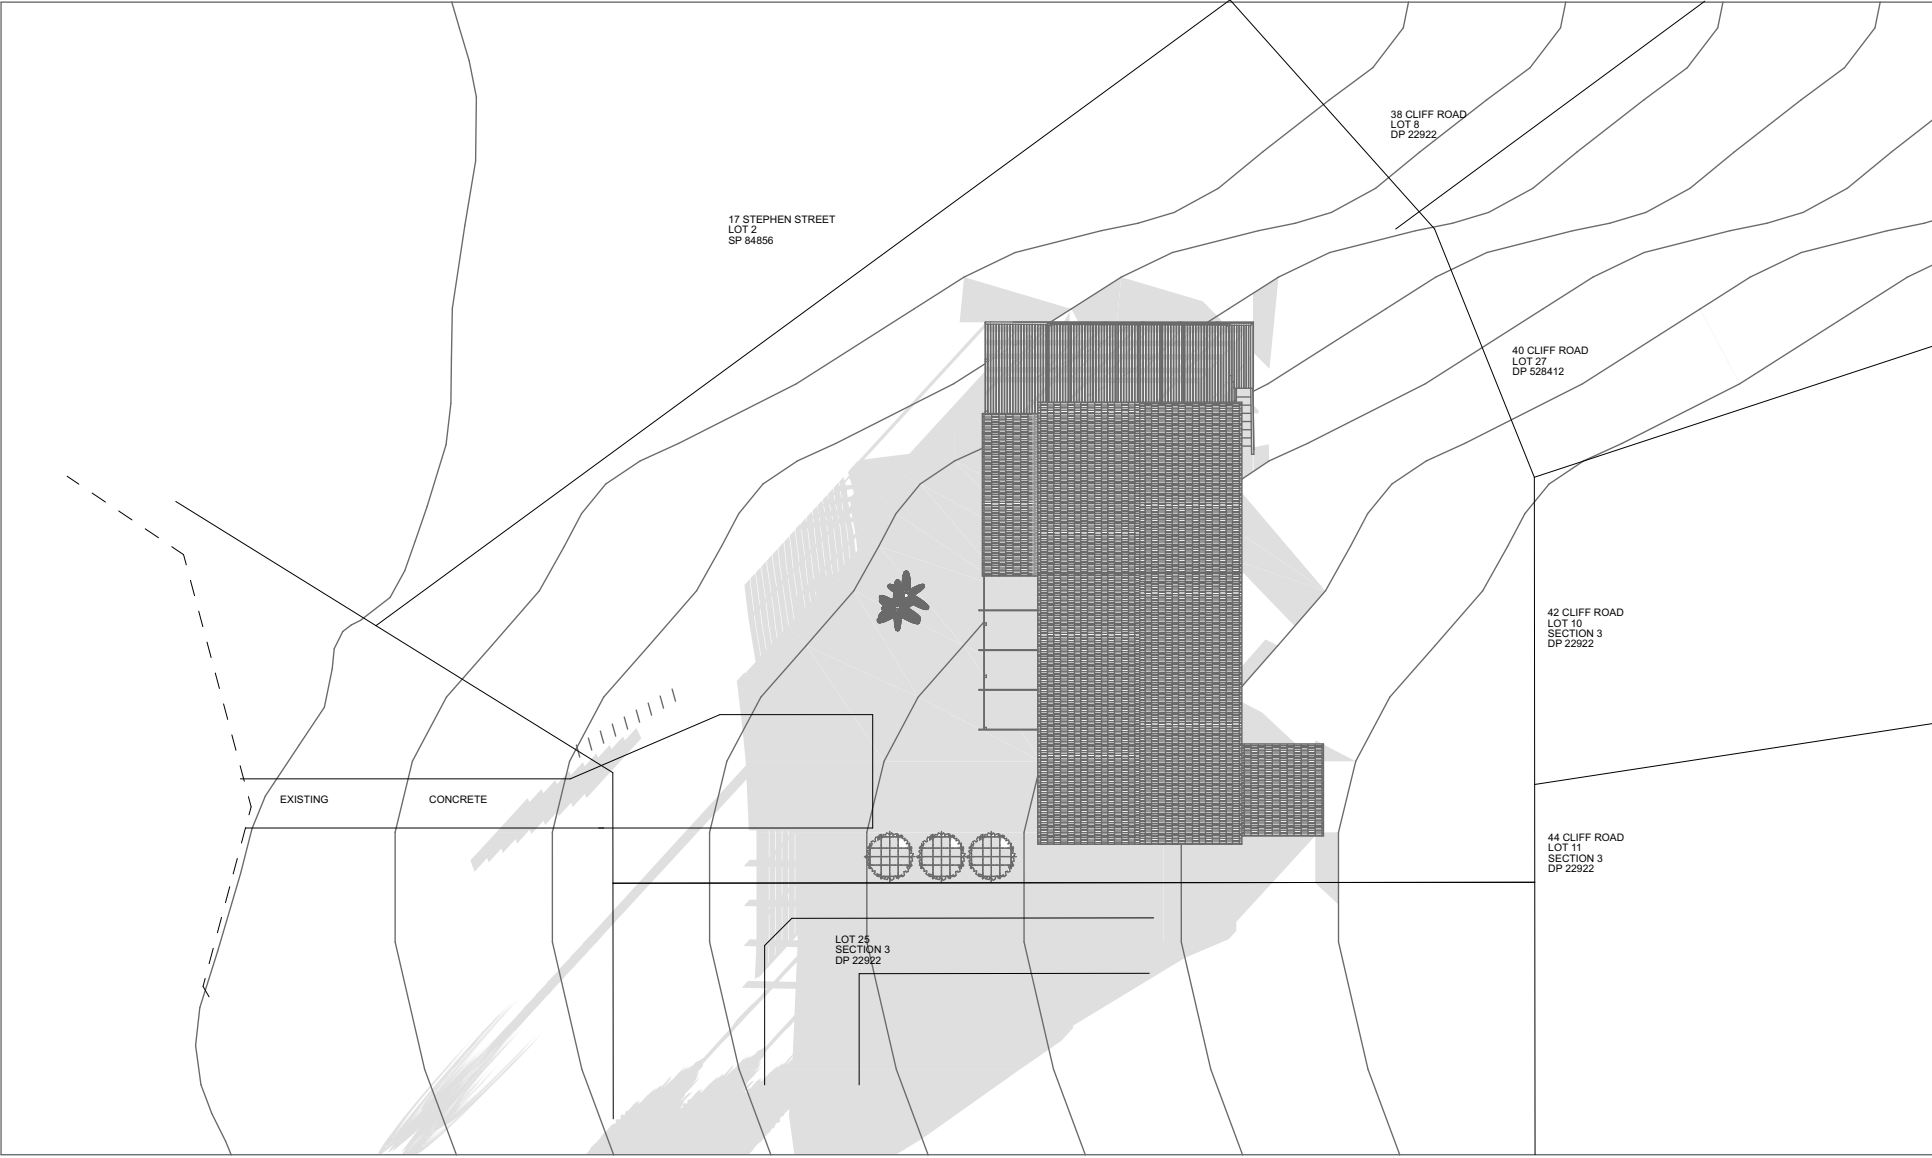 38 CLIFF ROAD
LOT 8
DP 22922
17 STEPHEN STREET
LOT 2
SP 84856
40 CLIFF ROAD
LOT 27
DP 528412
42 CLIFF ROAD
LOT 10
SECTION 3
DP 22922
EXISTING
CONCRETE
44 CLIFF ROAD
LOT 11
SECTION 3
DP 22922
LOT 25
SECTION 3
DP 22922